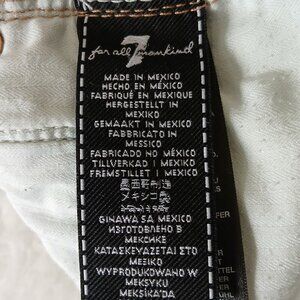 7
for all mankind
MADE IN MEXICO
HECHO EN MÉXICO
FABRIQUÉ EN MEXIQUE
HERGESTELLT IN
MEXIKO
GEMAAKT IN MEXICO
FABBRICATO IN
MESSICO
FABRICADO NO MÉXICO
TILLVERKAD I MEXICO
FREMSTILLET I MEXICO
墨西哥制造
メキシコ製
GINAWA SA MEXICO
ИЗГОТОВЛЕНО В
МЕКСИКЕ
ΚΑΤΑΣΚΕΥΑΖΕΤΑΙ ΣΤΟ
ΜΕΞΙΚΟ
WYPRODUKOWANO W
MEKSYKU
MEKSİKA'DA